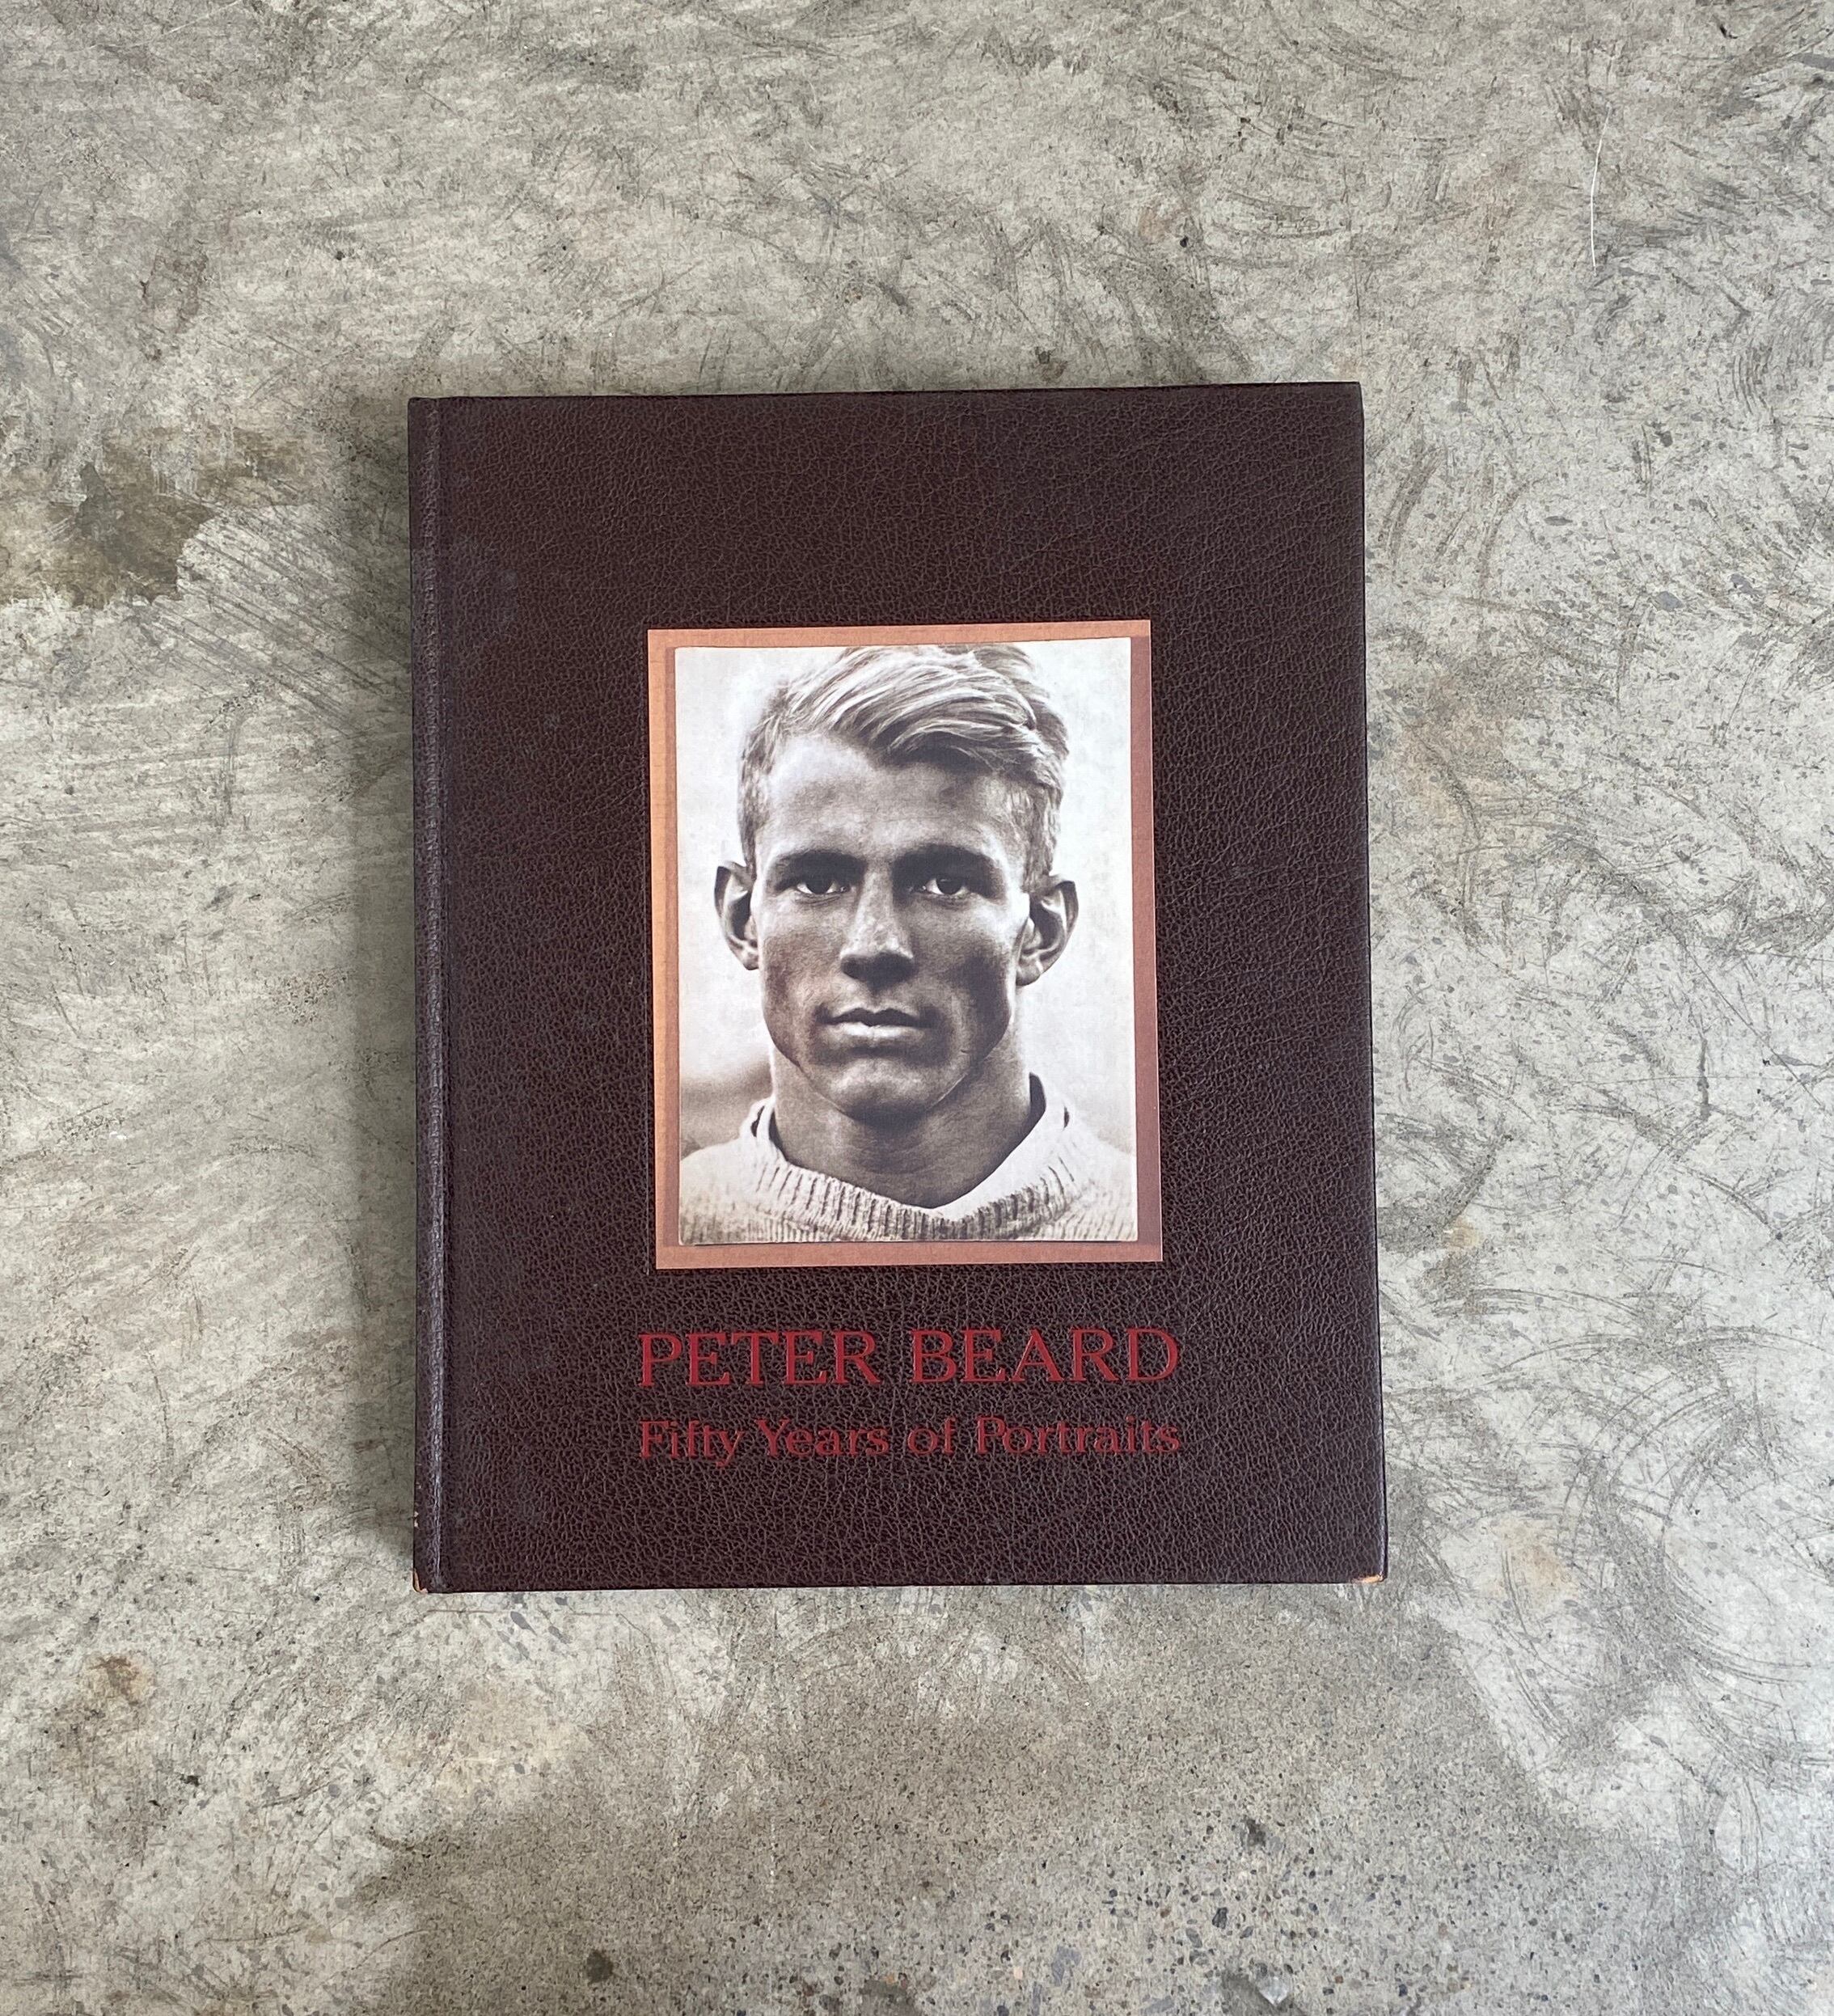 PETER BEARD
Fifty Years of Portraits